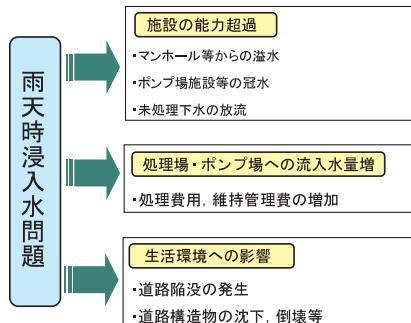 雨天時浸入水問題
施設の能力超過
・マンホール等からの溢水
・ポンプ場施設等の冠水
・未処理下水の放流
処理場・ポンプ場への流入水量増
・処理費用，維持管理費の増加
生活環境への影響
・道路陥没の発生
・道路構造物の沈下，倒壊等